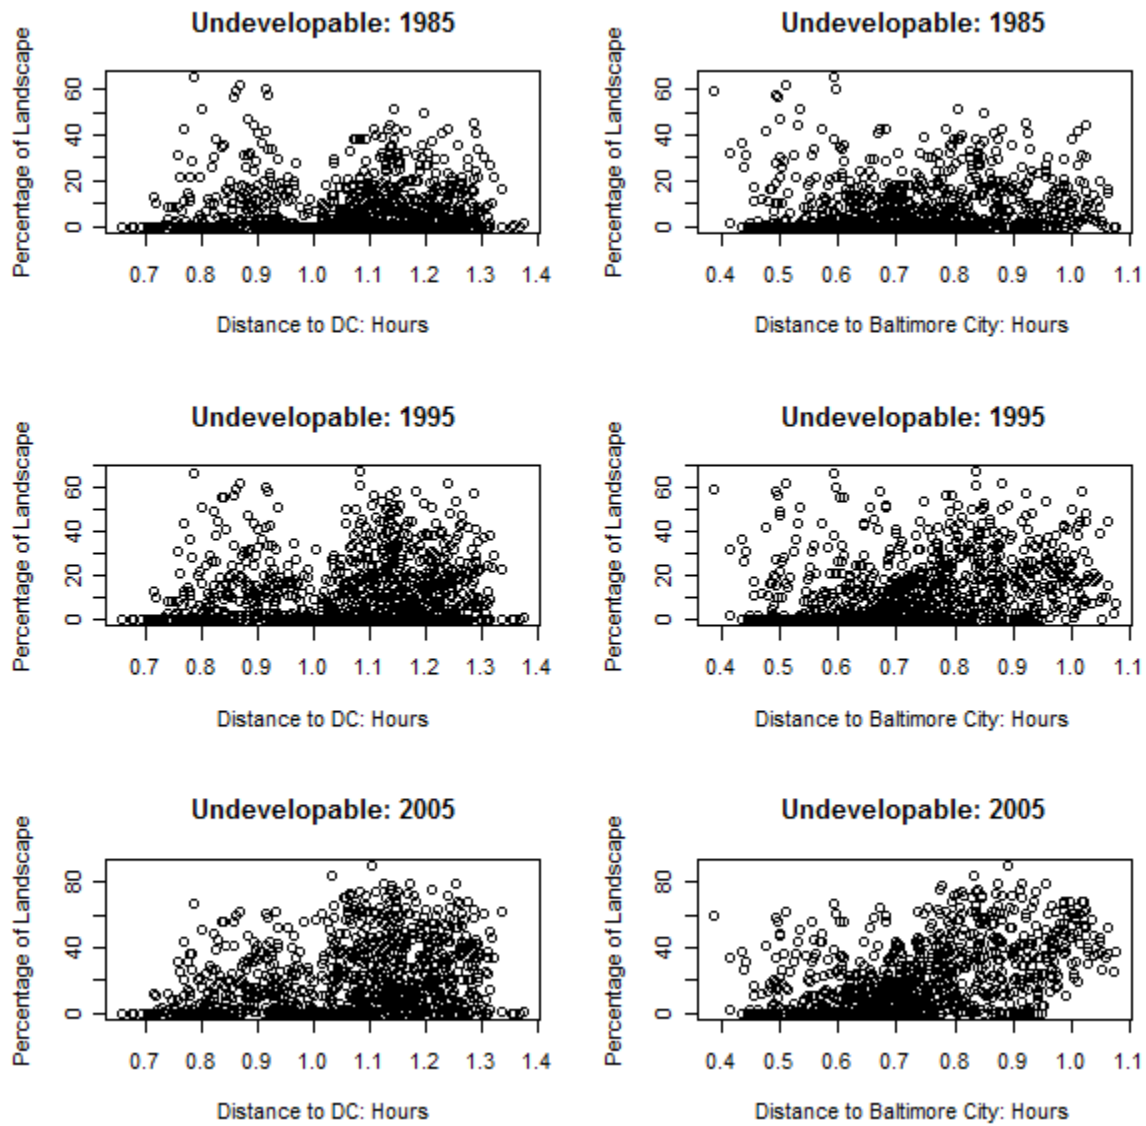 Undevelopable: 1985
Percentage of Landscape
0 20 40 60
0.7 0.8 0.9 1.0 1.1 1.2 1.3 1.4
Distance to DC: Hours
Undevelopable: 1985
Percentage of Landscape
0 20 40 60
0.4 0.5 0.6 0.7 0.8 0.9 1.0 1.1
Distance to Baltimore City: Hours
Undevelopable: 1995
Percentage of Landscape
0 20 40 60
0.7 0.8 0.9 1.0 1.1 1.2 1.3 1.4
Distance to DC: Hours
Undevelopable: 1995
Percentage of Landscape
0 20 40 60
0.4 0.5 0.6 0.7 0.8 0.9 1.0 1.1
Distance to Baltimore City: Hours
Undevelopable: 2005
Percentage of Landscape
0 40 80
0.7 0.8 0.9 1.0 1.1 1.2 1.3 1.4
Distance to DC: Hours
Undevelopable: 2005
Percentage of Landscape
0 40 80
0.4 0.5 0.6 0.7 0.8 0.9 1.0 1.1
Distance to Baltimore City: Hours